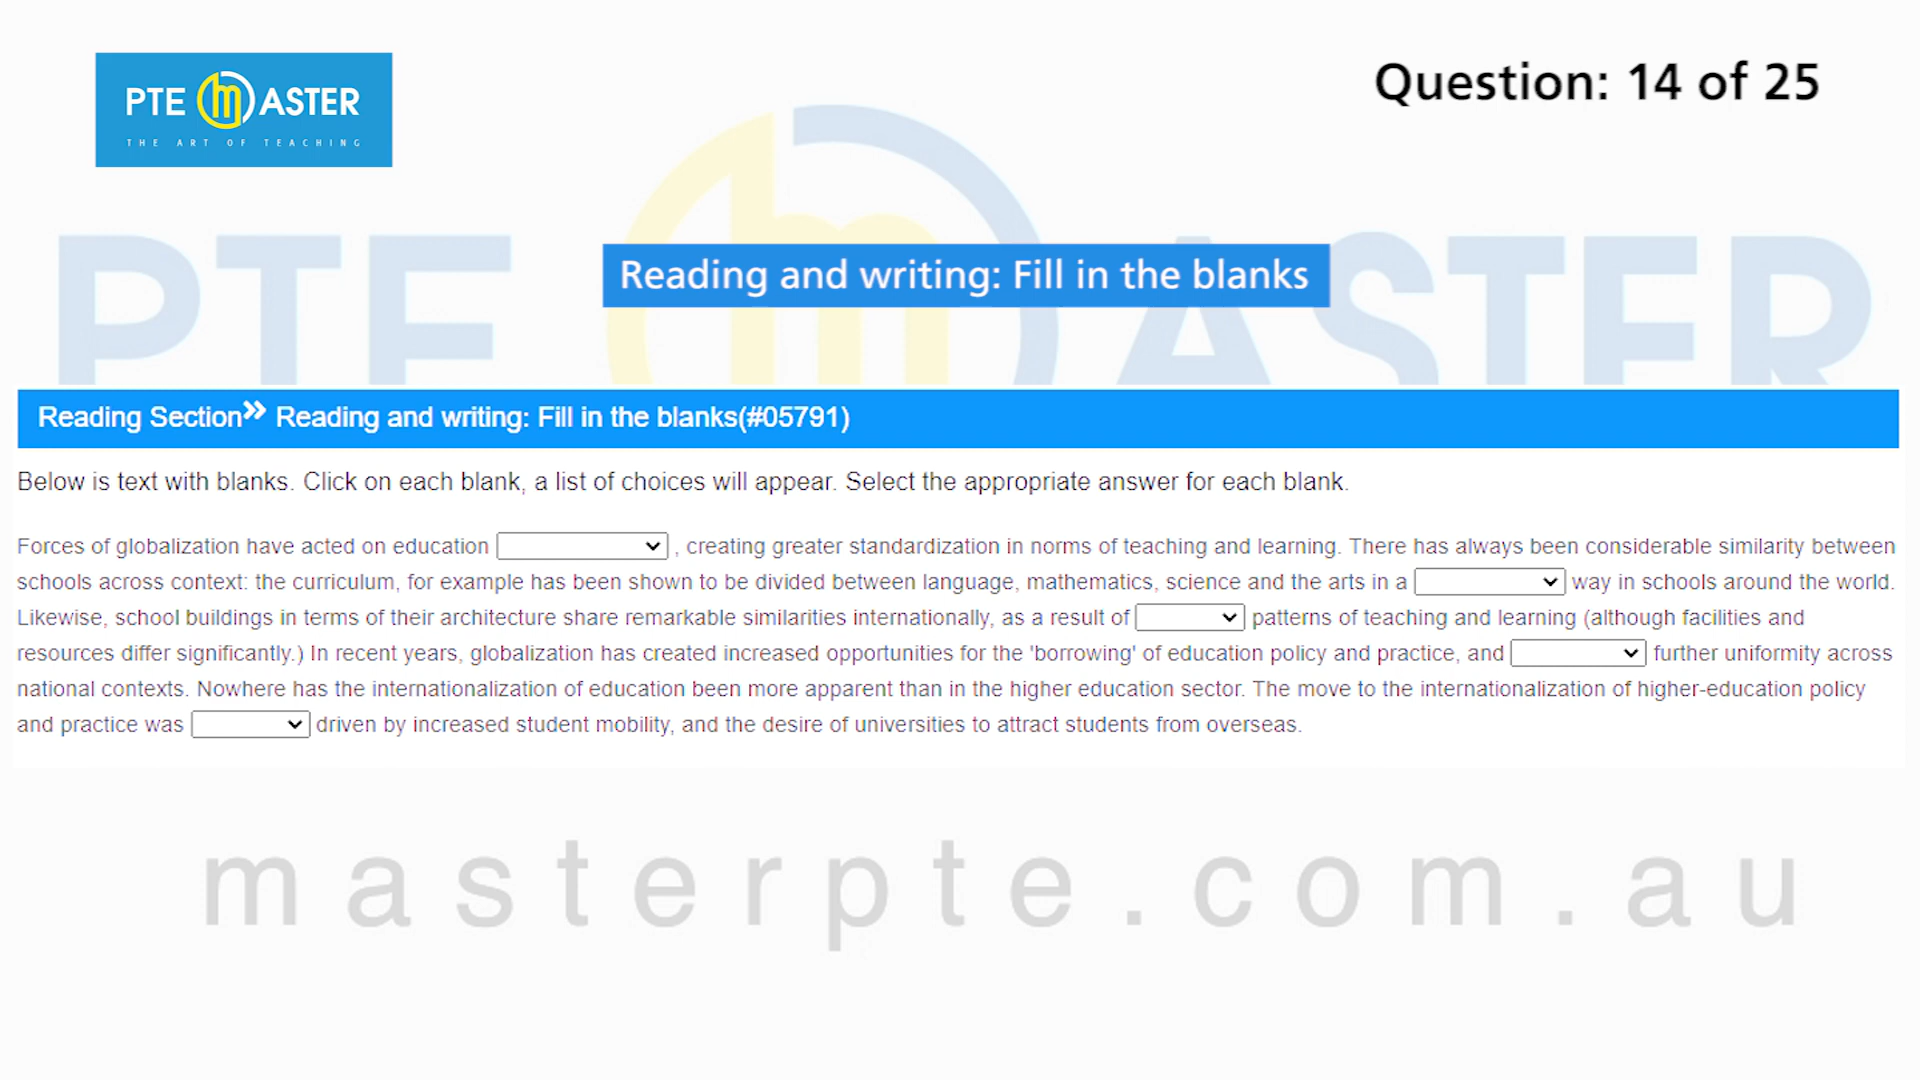 PTE MASTER
THE ART OF TEACHING
Question: 14 of 25
PTE MASTER
Reading and writing: Fill in the blanks
Reading Section» Reading and writing: Fill in the blanks(#05791)
Below is text with blanks. Click on each blank, a list of choices will appear. Select the appropriate answer for each blank.
Forces of globalization have acted on education , creating greater standardization in norms of teaching and learning. There has always been considerable similarity between
schools across context: the curriculum, for example has been shown to be divided between language, mathematics, science and the arts in a way in schools around the world.
Likewise, school buildings in terms of their architecture share remarkable similarities internationally, as a result of patterns of teaching and learning (although facilities and
resources differ significantly.) In recent years, globalization has created increased opportunities for the 'borrowing' of education policy and practice, and further uniformity across
national contexts. Nowhere has the internationalization of education been more apparent than in the higher education sector. The move to the internationalization of higher-education policy
and practice was driven by increased student mobility, and the desire of universities to attract students from overseas.
masterpte.com.au